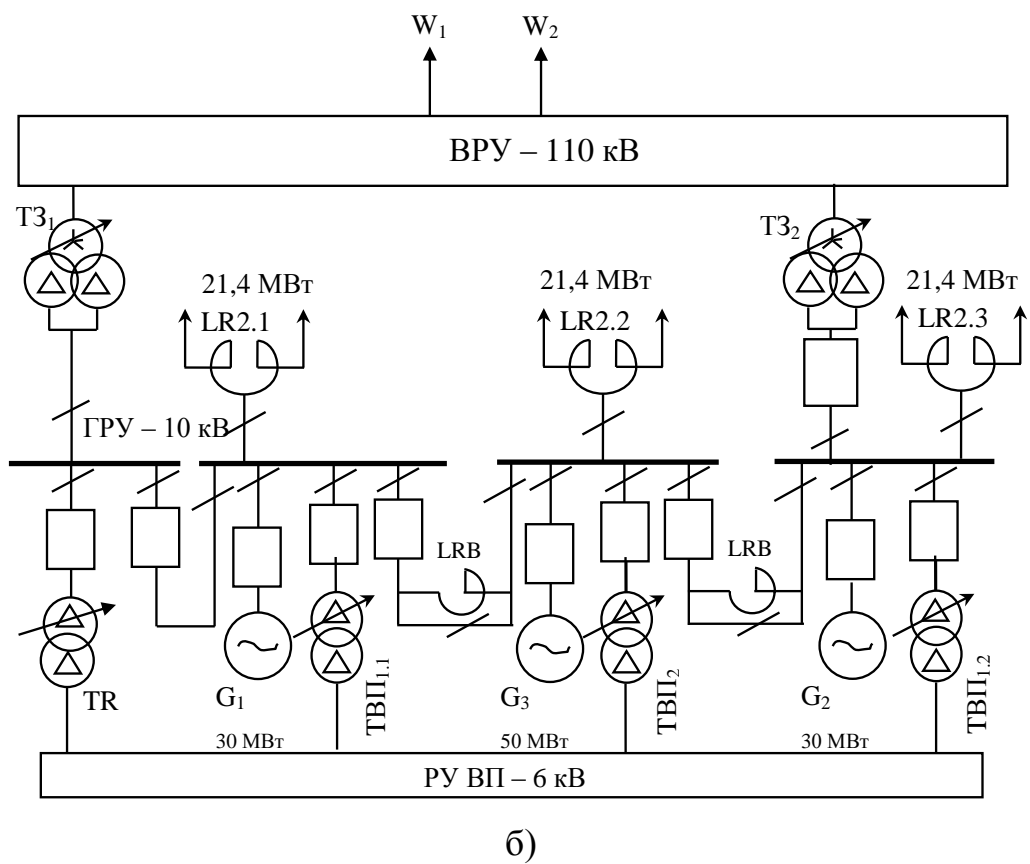 W₁ W₂
ВРУ – 110 кВ
ТЗ₁ ТЗ₂
21,4 МВт 21,4 МВт 21,4 МВт
LR2.1 LR2.2 LR2.3
ГРУ – 10 кВ
LRB LRB
TR G₁ ТВП₁.₁ G₃ ТВП₂ G₂ ТВП₁.₂
30 МВт 50 МВт 30 МВт
РУ ВП – 6 кВ
б)